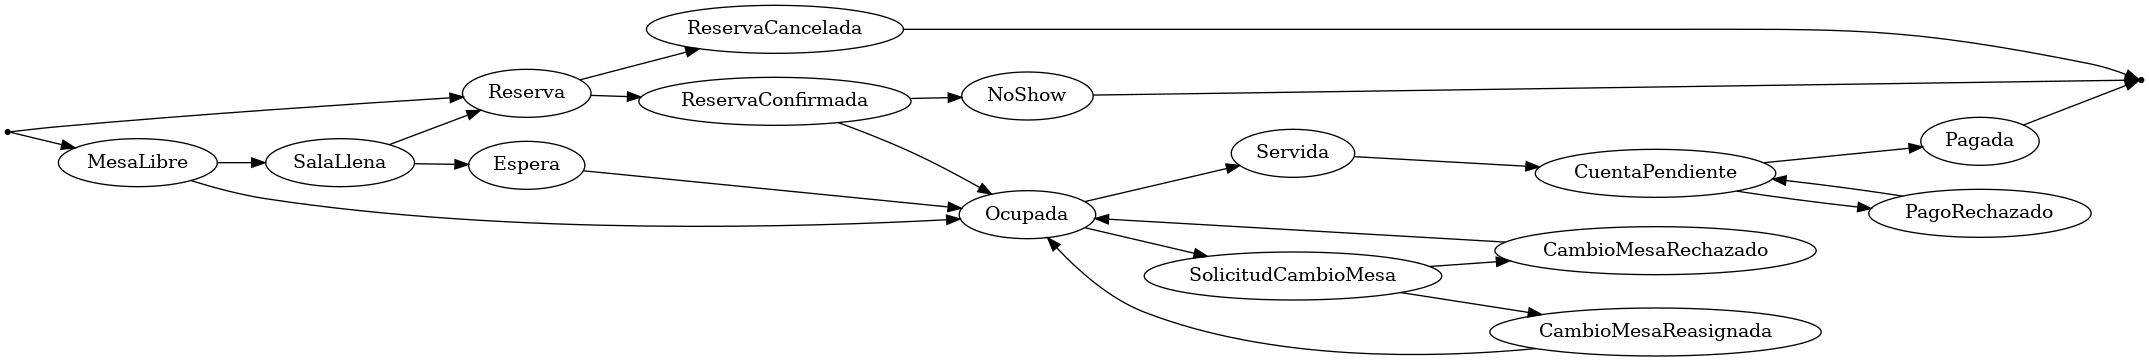 ReservaCancelada
Reserva
ReservaConfirmada
NoShow
MesaLibre
SalaLlena
Espera
Ocupada
Servida
CuentaPendiente
Pagada
PagoRechazado
SolicitudCambioMesa
CambioMesaRechazado
CambioMesaReasignada